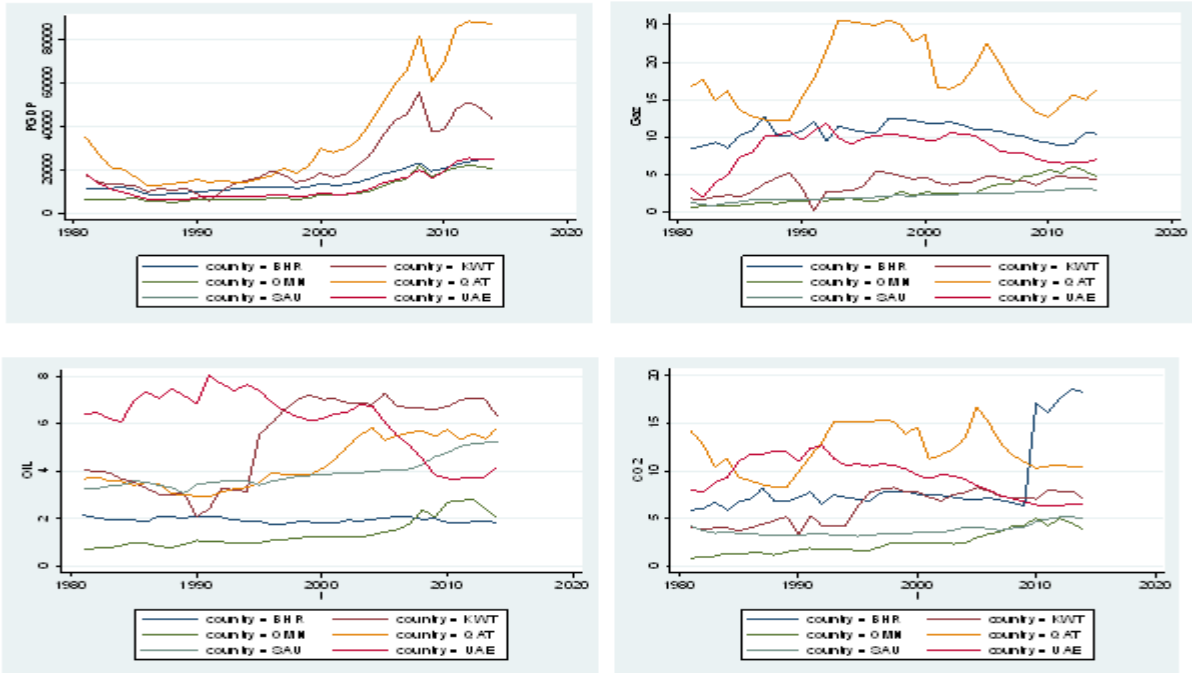 80000
60000
40000
20000
0
PGDP
1980 1990 2000 2010 2020
country = BHR country = KWT
country = OMN country = QAT
country = SAU country = UAE
25
20
15
10
5
0
Gaz
1980 1990 2000 2010 2020
country = BHR country = KWT
country = OMN country = QAT
country = SAU country = UAE
8
6
4
2
0
OIL
1980 1990 2000 2010 2020
country = BHR country = KWT
country = OMN country = QAT
country = SAU country = UAE
20
15
10
5
0
co2
1980 1990 2000 2010 2020
country = BHR country = KWT
country = OMN country = QAT
country = SAU country = UAE